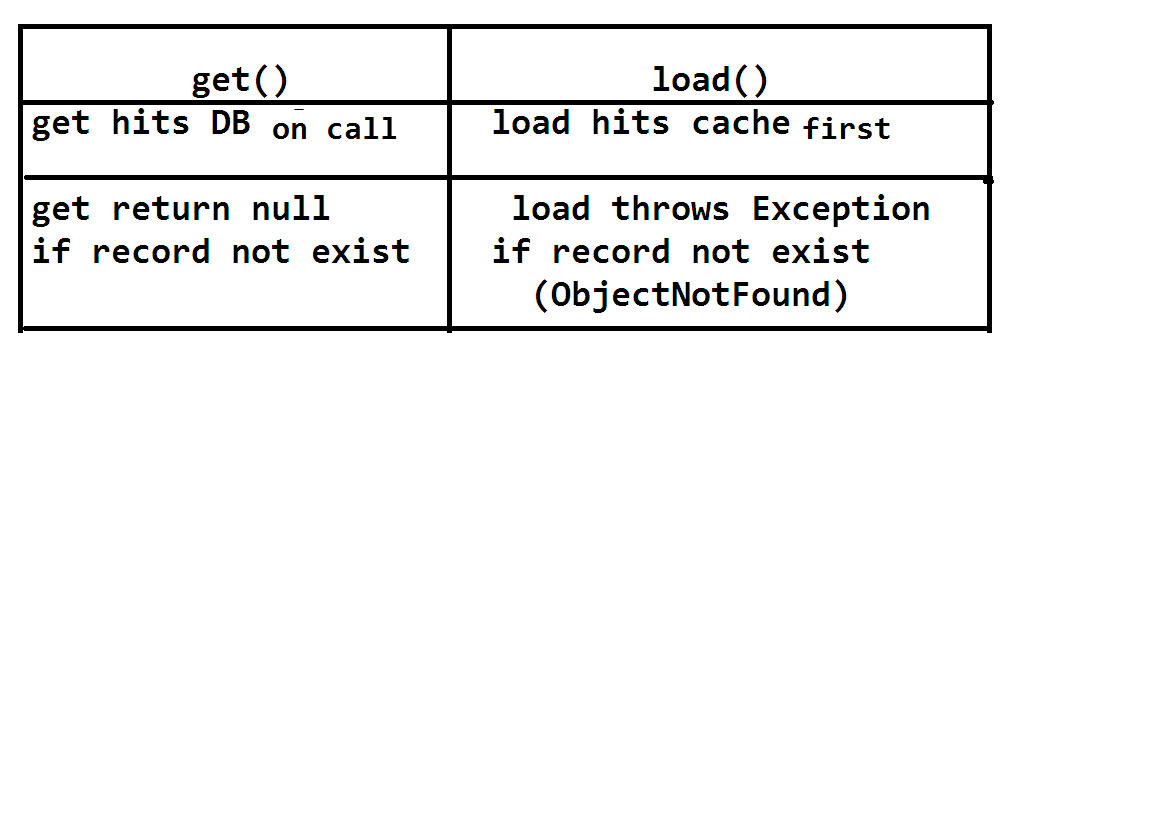 get()
load()
get hits DB on call
load hits cache first
get return null
if record not exist
load throws Exception
if record not exist
(ObjectNotFound)